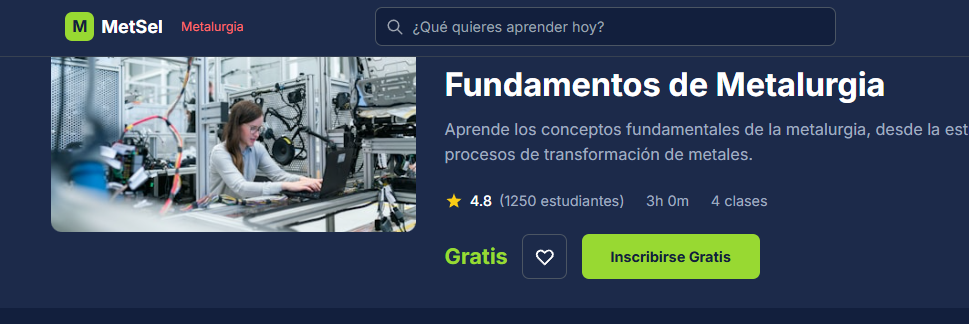 M MetSel Metalurgia ¿Qué quieres aprender hoy?
Fundamentos de Metalurgia
Aprende los conceptos fundamentales de la metalurgia, desde la est
procesos de transformación de metales.
4.8 (1250 estudiantes) 3h 0m 4 clases
Gratis Inscribirse Gratis